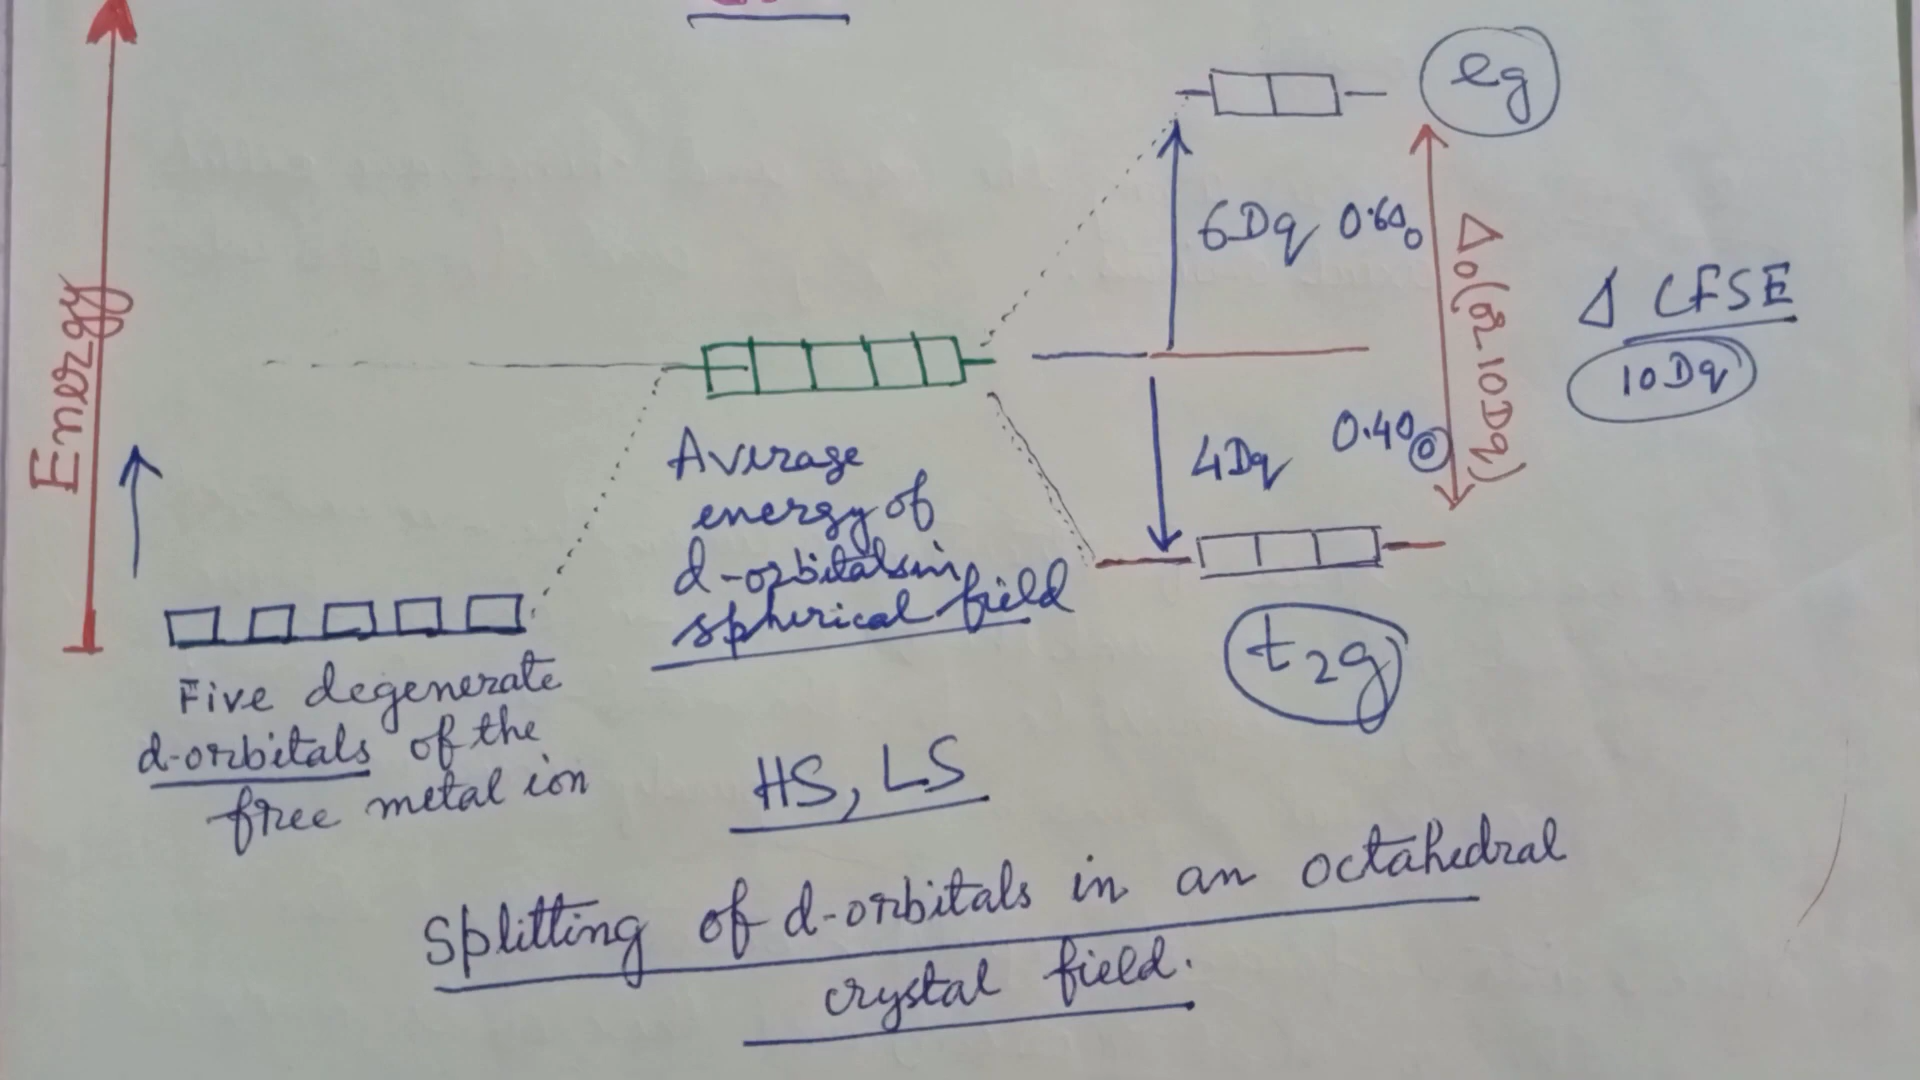 Energy
eg
6Dq 0.6Δo
Δo (or 10Dq)
Δ CFSE
10Dq
4Dq 0.4Δo
t2g
Average
energy of
d-orbitals in
spherical field
Five degenerate
d-orbitals of the
free metal ion
HS, LS
Splitting of d-orbitals in an octahedral
crystal field.